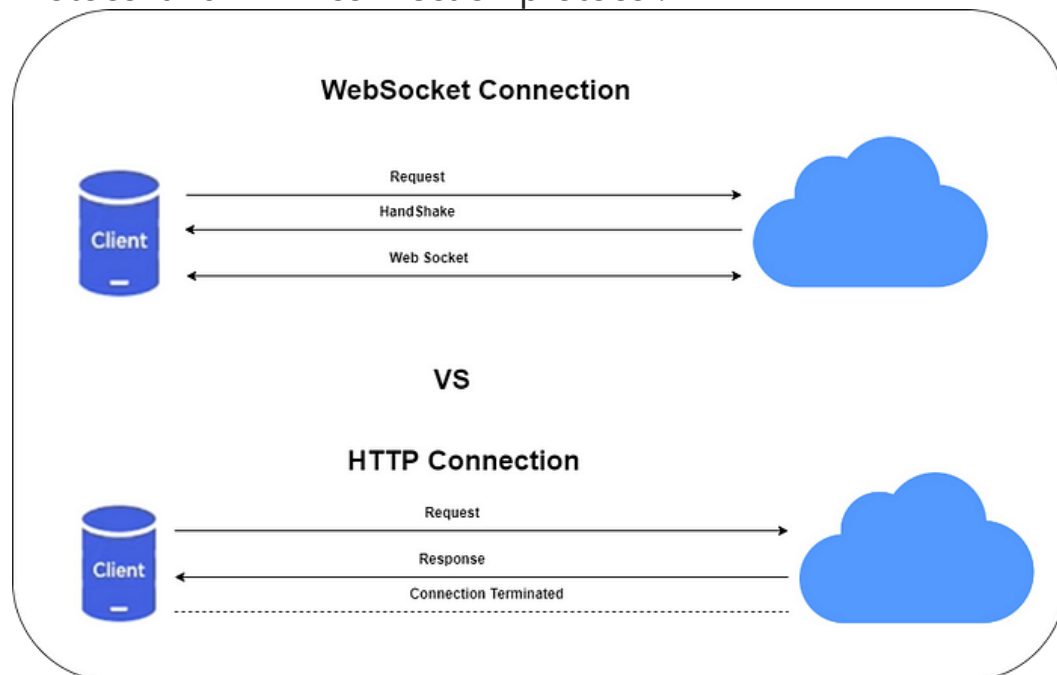 WebSocket Connection
Request
HandShake
Client
Web Socket
VS
HTTP Connection
Request
Response
Client
Connection Terminated